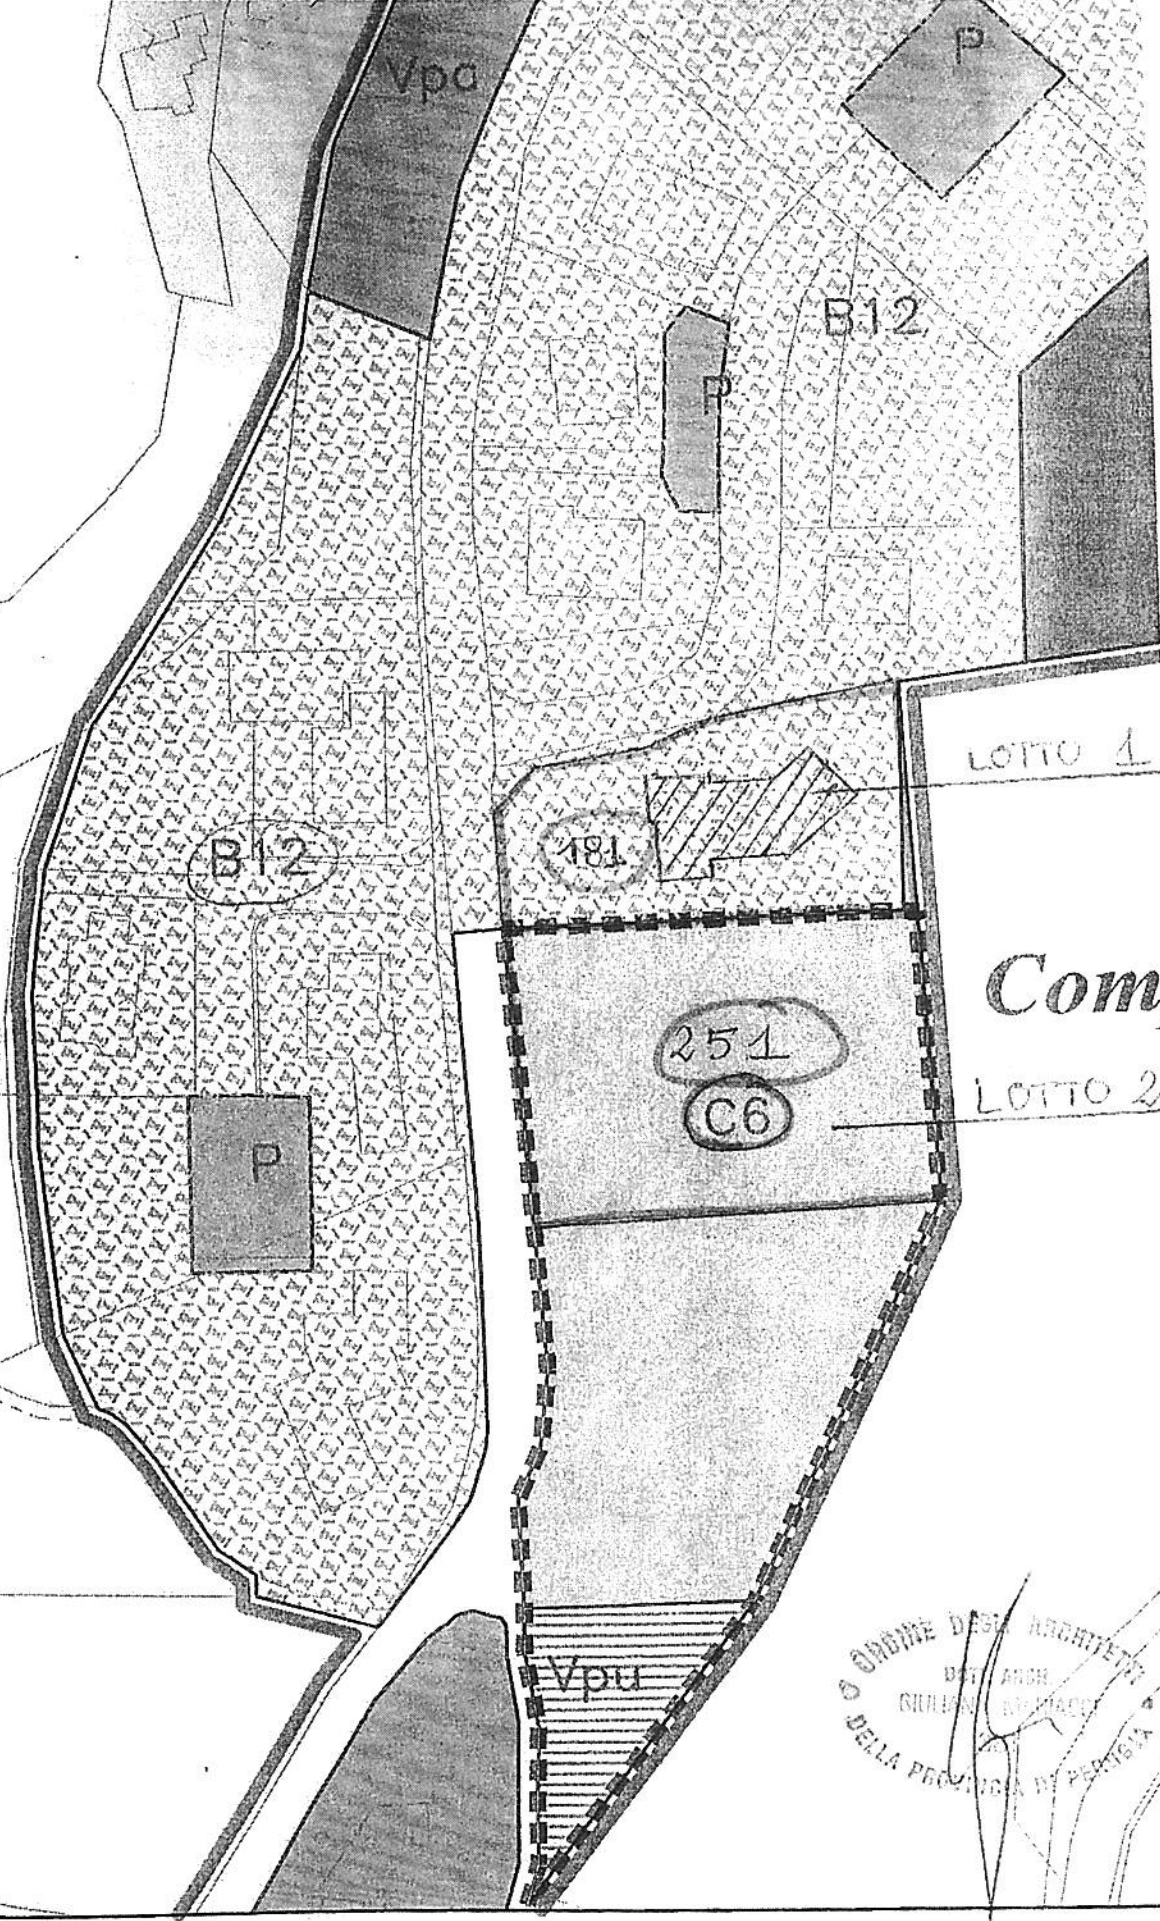 Vpa
P
B12
P
LOTTO 1
181
B12
Com
251
LOTTO 2
C6
P
Vpu
ORDINE DEGLI ARCHITETTI
DOTT. ARCH.
DELLA PROVINCIA DI PERUGIA